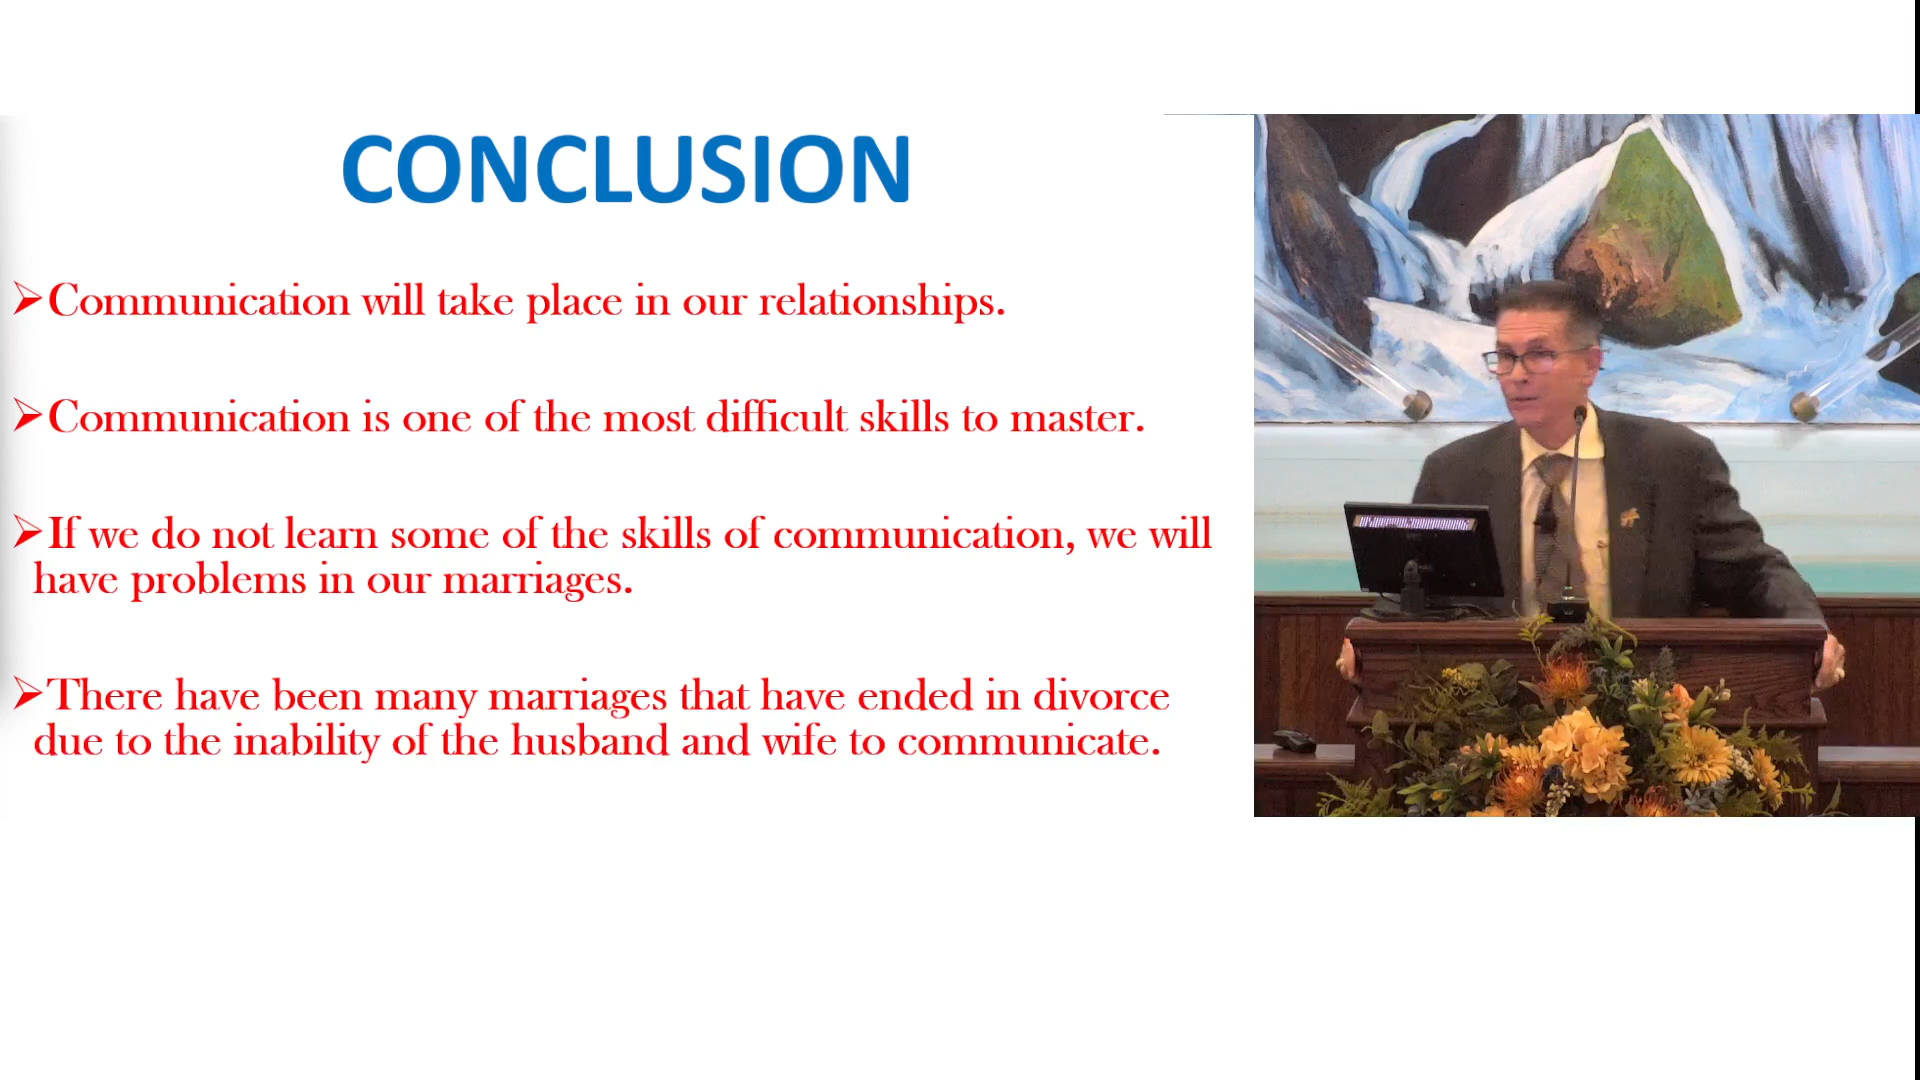 CONCLUSION
➢Communication will take place in our relationships.
➢Communication is one of the most difficult skills to master.
➢If we do not learn some of the skills of communication, we will
have problems in our marriages.
➢There have been many marriages that have ended in divorce
due to the inability of the husband and wife to communicate.